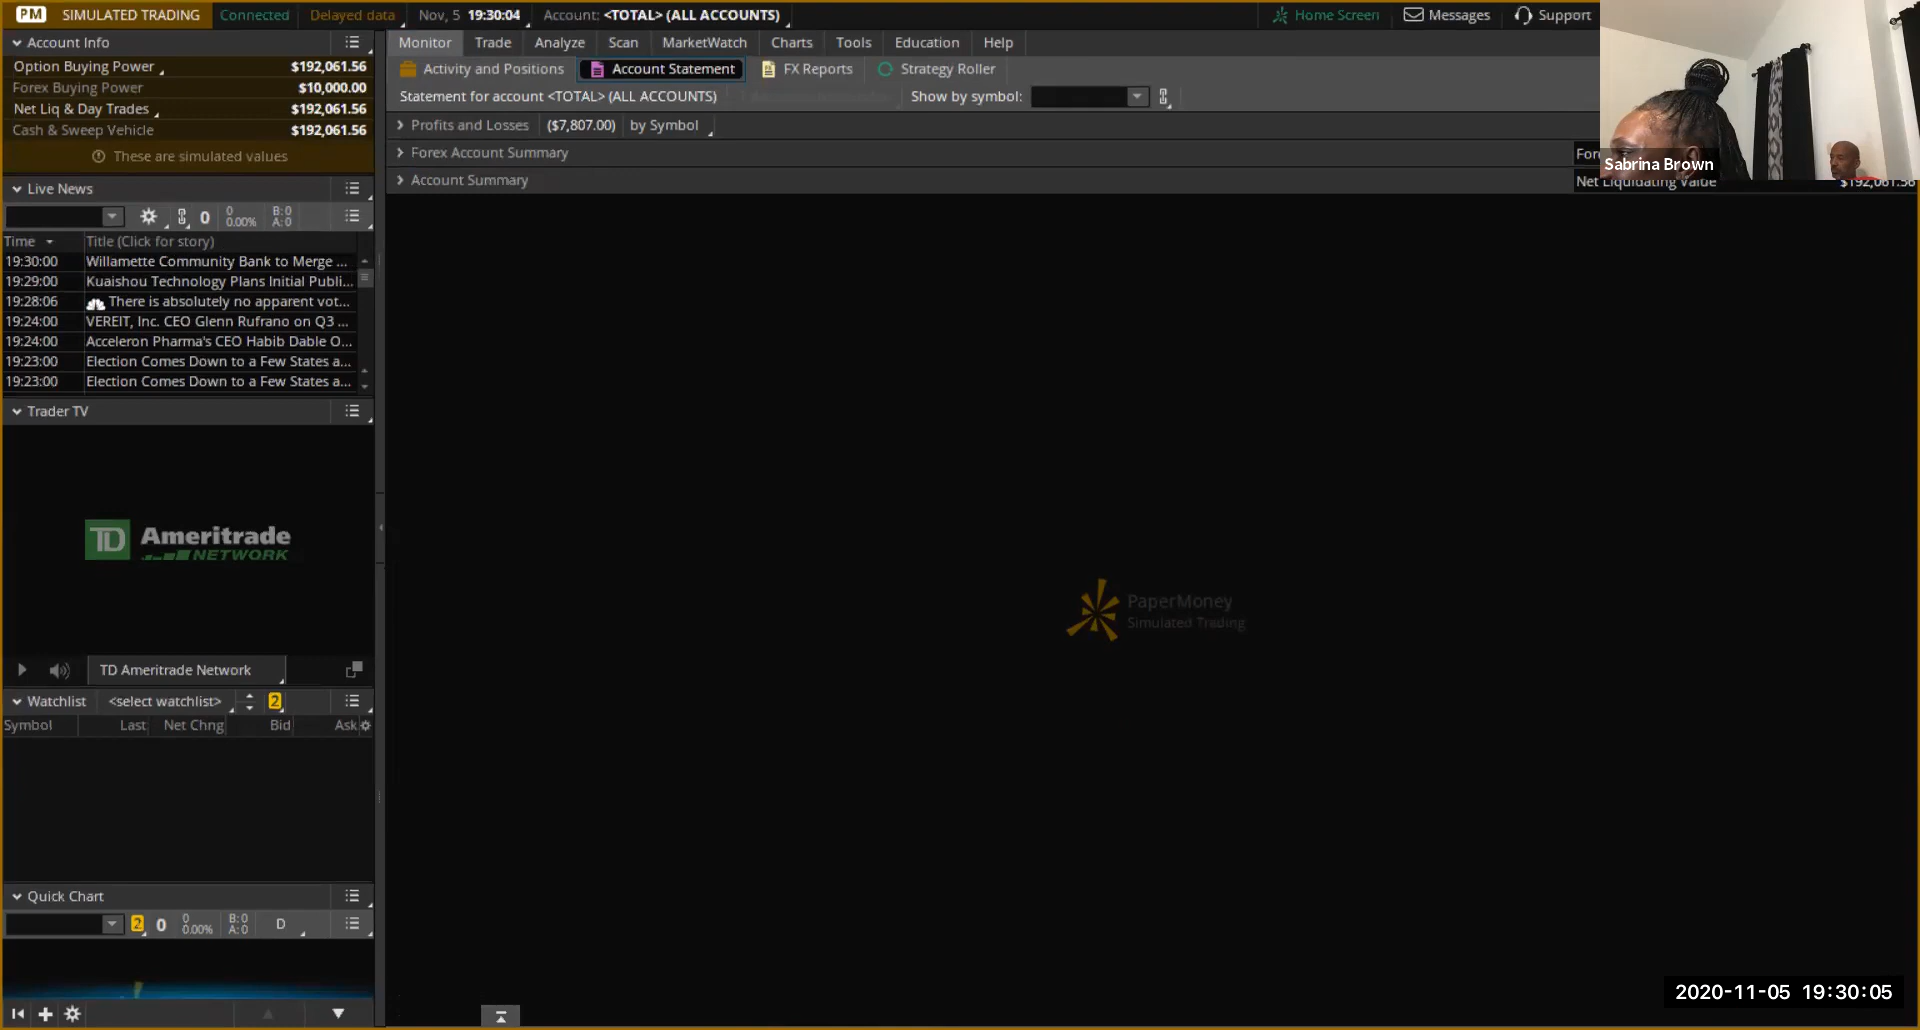 PM SIMULATED TRADING Connected Delayed data Nov, 5 19:30:04 Account: <TOTAL> (ALL ACCOUNTS) Home Screen Messages Support
Account Info
Option Buying Power $192,061.56
Forex Buying Power $10,000.00
Net Liq & Day Trades $192,061.56
Cash & Sweep Vehicle $192,061.56
These are simulated values
Live News
0 0 0.00% B: 0 A: 0
Time Title (Click for story)
19:30:00 Willamette Community Bank to Merge ...
19:29:00 Kuaishou Technology Plans Initial Publi...
19:28:06 There is absolutely no apparent vot...
19:24:00 VEREIT, Inc. CEO Glenn Rufrano on Q3 ...
19:24:00 Acceleron Pharma's CEO Habib Dable O...
19:23:00 Election Comes Down to a Few States a...
19:23:00 Election Comes Down to a Few States a...
Trader TV
TD Ameritrade
NETWORK
TD Ameritrade Network
Watchlist <select watchlist> 2
Symbol Last Net Chng Bid Ask
Quick Chart
2 0 0 0.00% B: 0 A: 0 D
Monitor Trade Analyze Scan MarketWatch Charts Tools Education Help
Activity and Positions Account Statement FX Reports Strategy Roller
Statement for account <TOTAL> (ALL ACCOUNTS) Show by symbol:
Profits and Losses ($7,807.00) by Symbol
Forex Account Summary
Account Summary Net Liquidating Value $192,061.56
Sabrina Brown
PaperMoney
Simulated Trading
2020-11-05 19:30:05